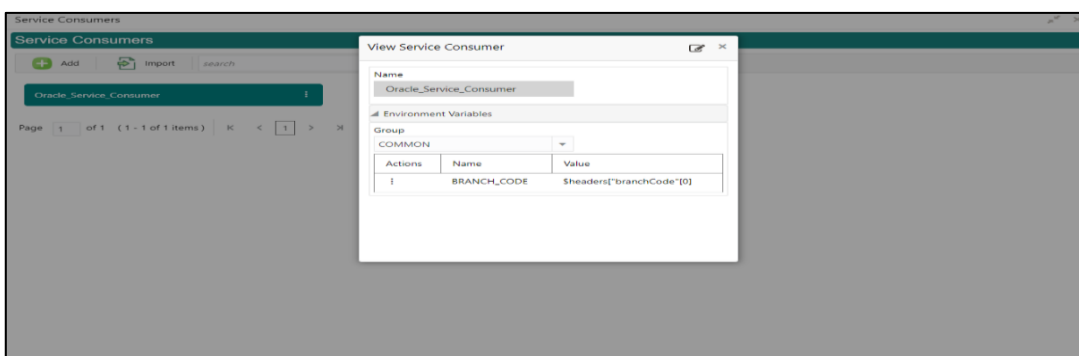 Service Consumers
Service Consumers
Add Import search
Oracle_Service_Consumer
Page 1 of 1 (1 - 1 of 1 items) K < 1 > >|
View Service Consumer
Name
Oracle_Service_Consumer
Environment Variables
Group
COMMON
Actions Name Value
BRANCH_CODE $headers["branchCode"[0]